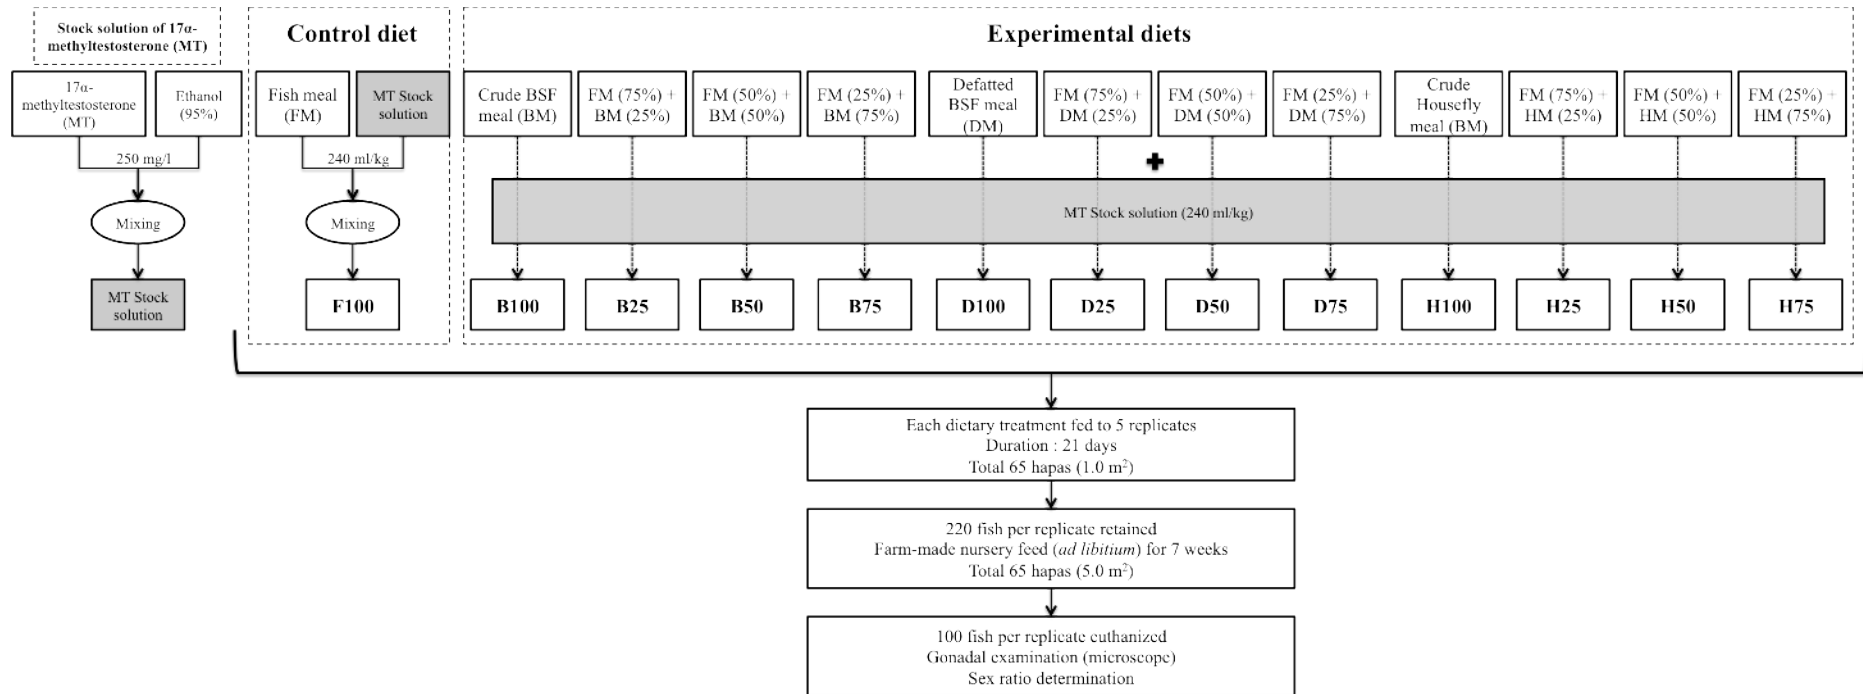 Stock solution of 17α-
methyltestosterone (MT)
Control diet
Experimental diets
17α-
methyltestosterone
(MT)
Ethanol
(95%)
250 mg/l
Mixing
MT Stock
solution
Fish meal
(FM)
MT Stock
solution
240 ml/kg
Mixing
F100
Crude BSF
meal (BM)
FM (75%) +
BM (25%)
FM (50%) +
BM (50%)
FM (25%) +
BM (75%)
Defatted
BSF meal
(DM)
FM (75%) +
DM (25%)
FM (50%) +
DM (50%)
FM (25%) +
DM (75%)
Crude
Housefly
meal (BM)
FM (75%) +
HM (25%)
FM (50%) +
HM (50%)
FM (25%) +
HM (75%)
+
MT Stock solution (240 ml/kg)
B100
B25
B50
B75
D100
D25
D50
D75
H100
H25
H50
H75
Each dietary treatment fed to 5 replicates
Duration : 21 days
Total 65 hapas (1.0 m²)
220 fish per replicate retained
Farm-made nursery feed (ad libitium) for 7 weeks
Total 65 hapas (5.0 m²)
100 fish per replicate euthanized
Gonadal examination (microscope)
Sex ratio determination